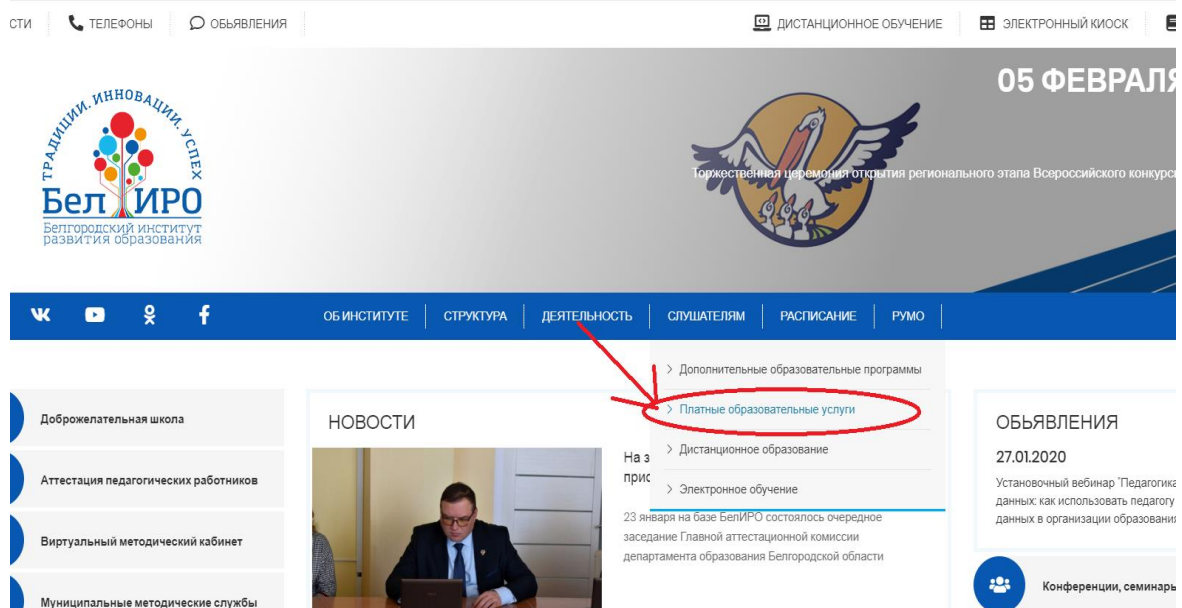 СТИ
ТЕЛЕФОНЫ
ОБЬЯВЛЕНИЯ
ДИСТАНЦИОННОЕ ОБУЧЕНИЕ
ЭЛЕКТРОННЫЙ КИОСК
05 ФЕВРАЛЯ
ТРАДИЦИИ. ИННОВАЦИИ. УСПЕХ
Бел ИРО
Белгородский институт
развития образования
Торжественная церемония открытия регионального этапа Всероссийского конкурс
ОБ ИНСТИТУТЕ
СТРУКТУРА
ДЕЯТЕЛЬНОСТЬ
СЛУШАТЕЛЯМ
РАСПИСАНИЕ
РУМО
Дополнительные образовательные программы
Платные образовательные услуги
Дистанционное образование
Электронное обучение
Доброжелательная школа
Аттестация педагогических работников
Виртуальный методический кабинет
Муниципальные методические службы
НОВОСТИ
На з
прис
23 января на базе БелИРО состоялось очередное
заседание Главной аттестационной комиссии
департамента образования Белгородской области
ОБЬЯВЛЕНИЯ
27.01.2020
Установочный вебинар "Педагогика
данных: как использовать педагогу
данных в организации образования
Конференции, семинары